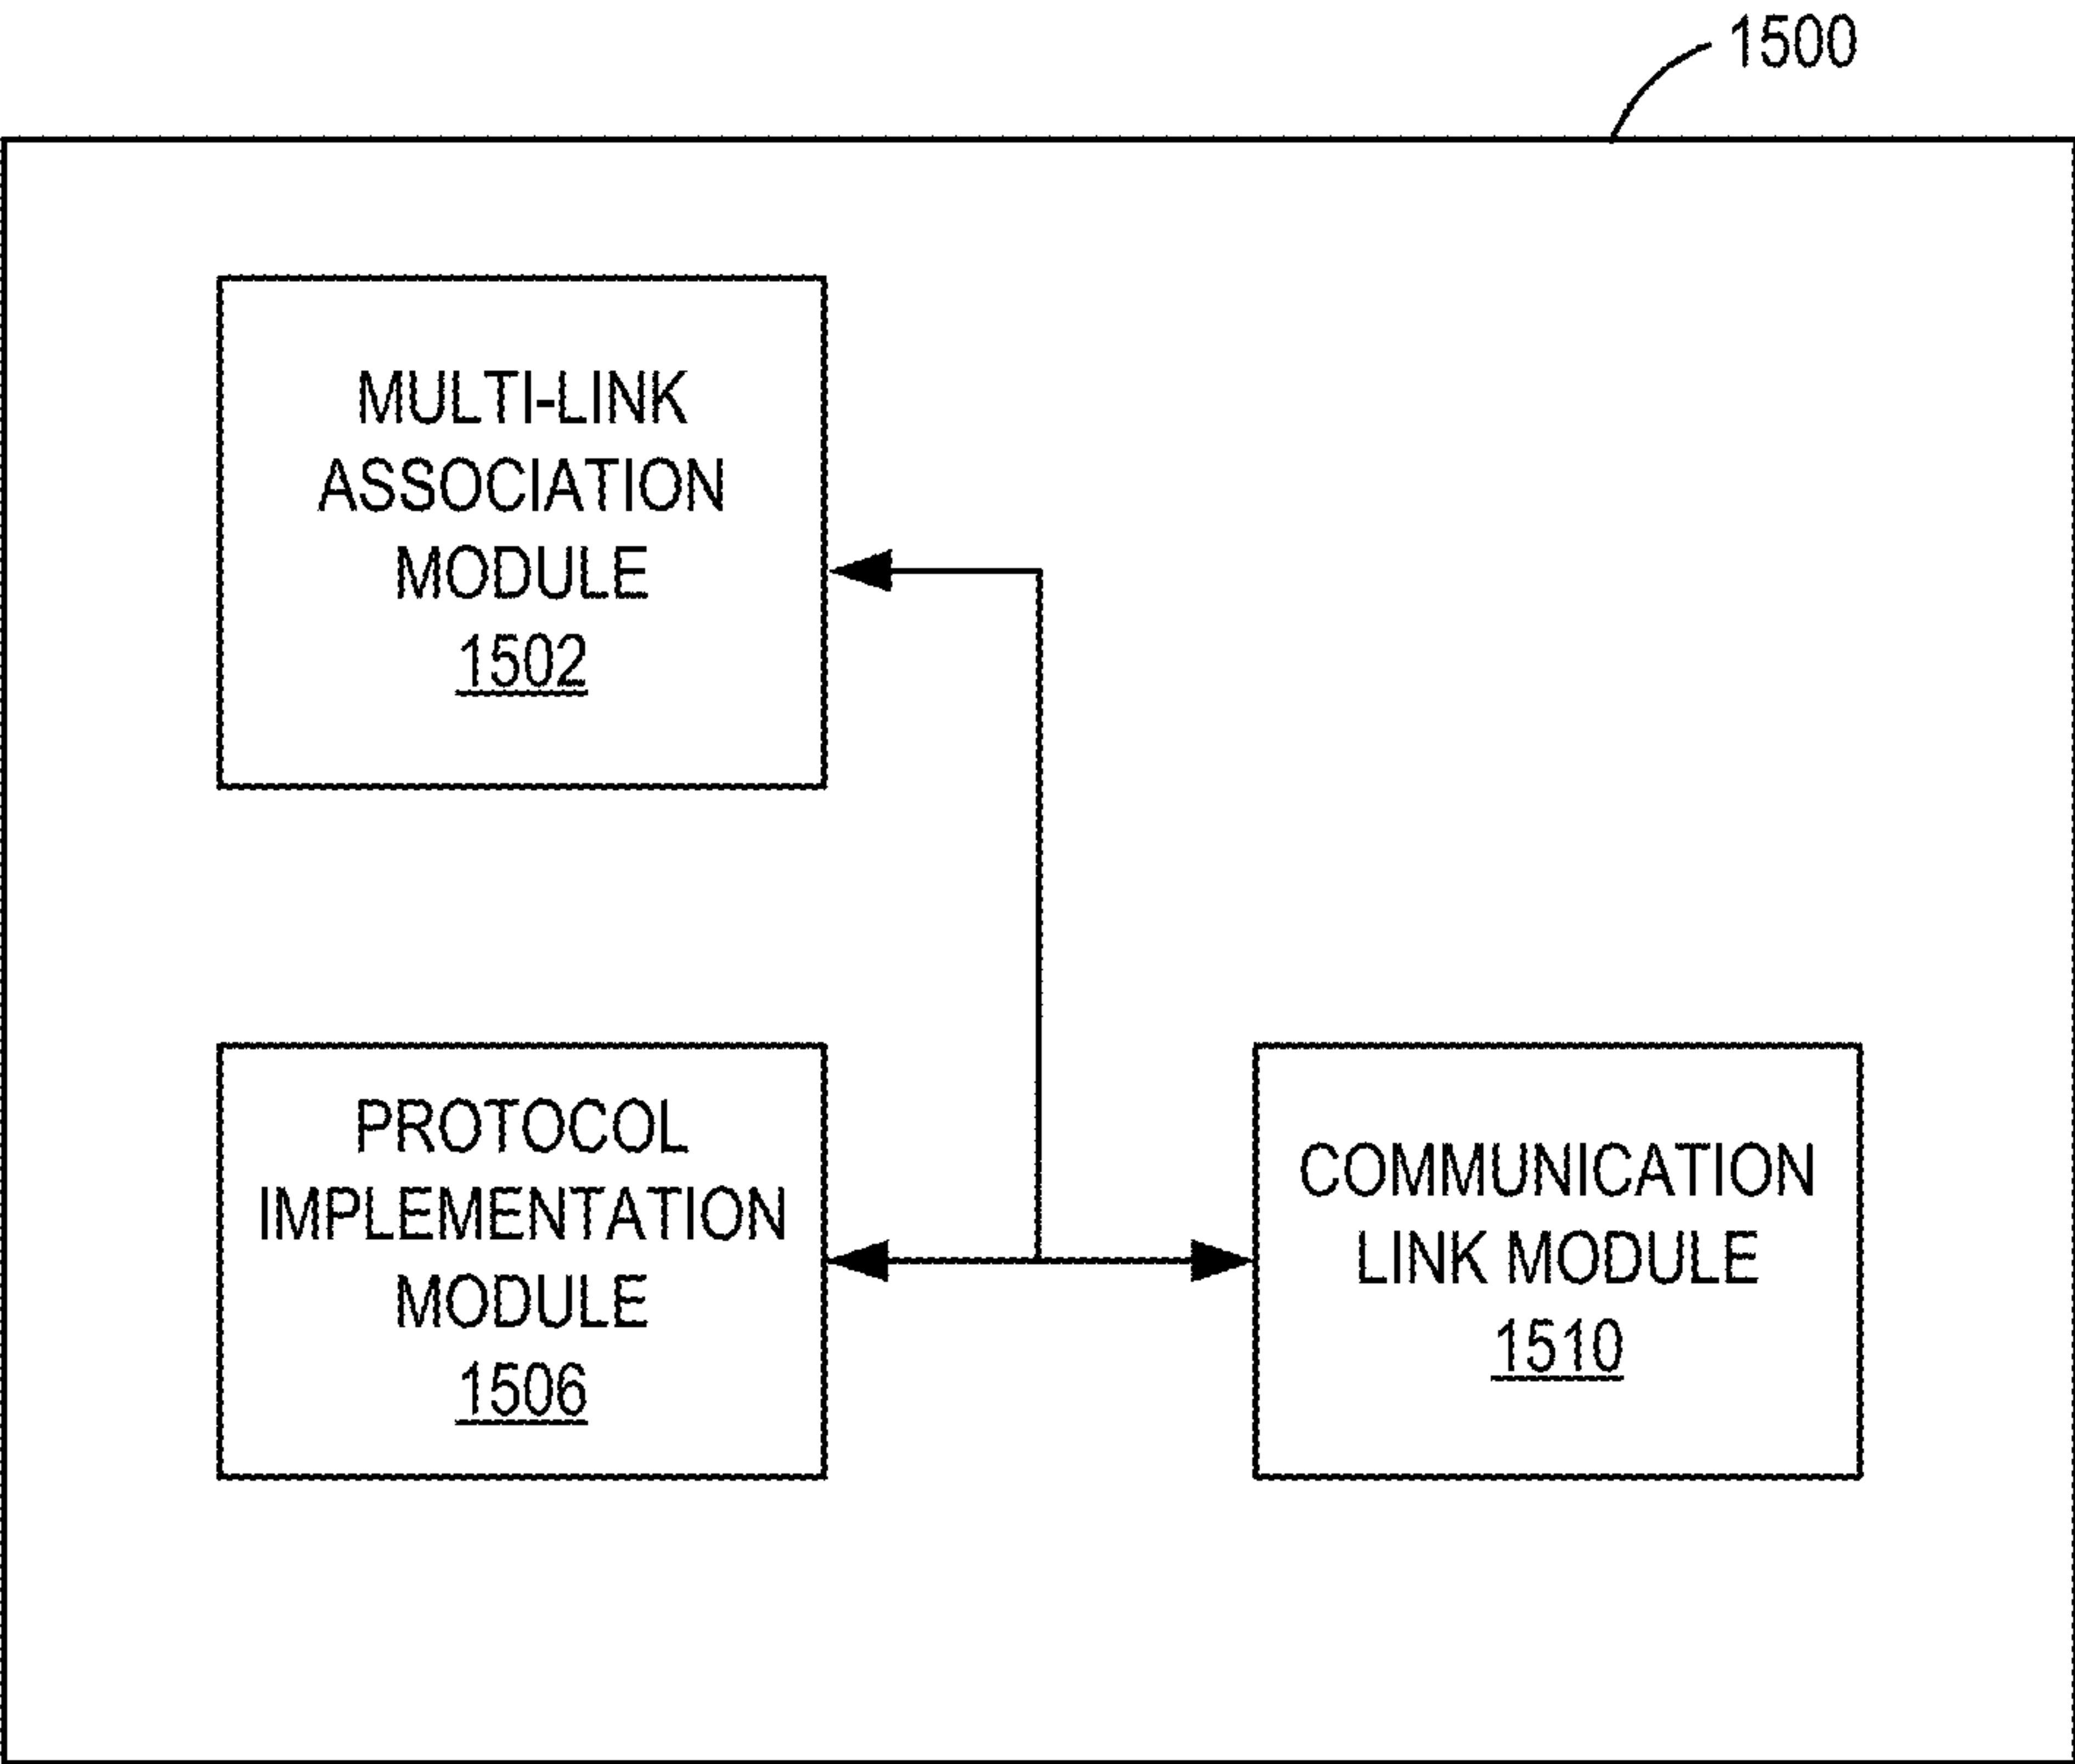 1500
MULTI-LINK
ASSOCIATION
MODULE
1502
PROTOCOL
IMPLEMENTATION
MODULE
1506
COMMUNICATION
LINK MODULE
1510